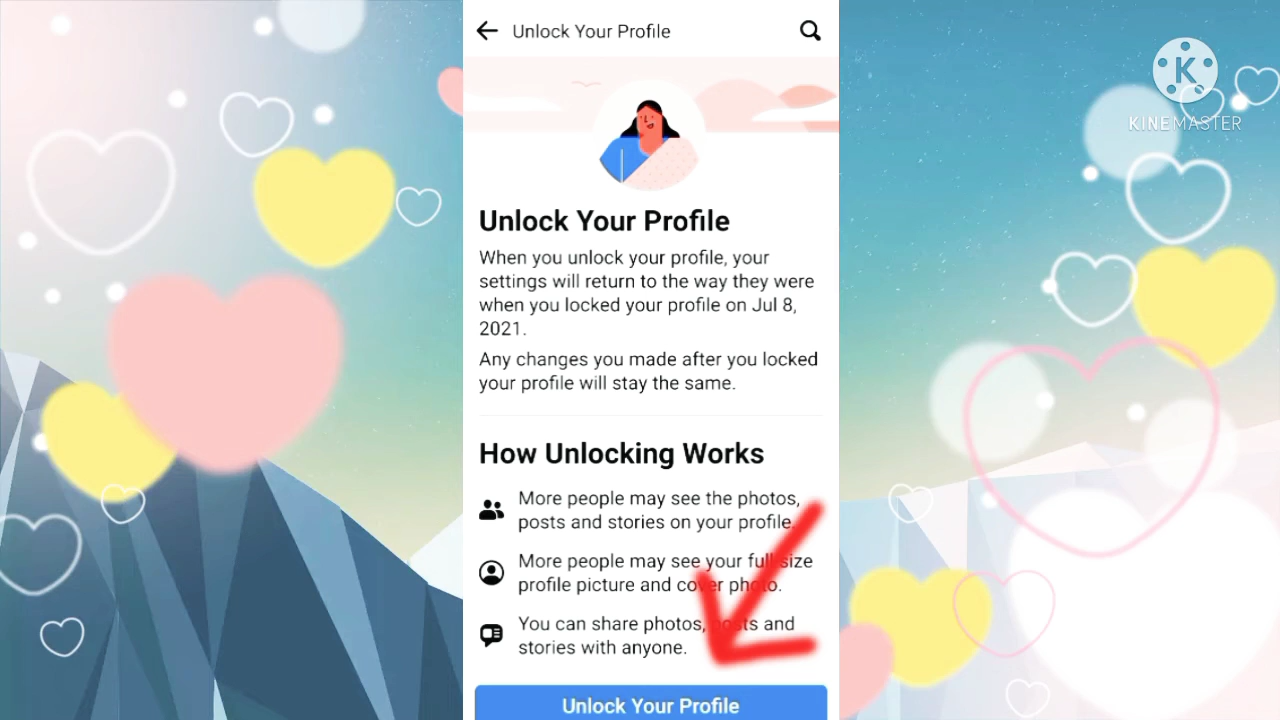 Unlock Your Profile
K
KINEMASTER
Unlock Your Profile
When you unlock your profile, your
settings will return to the way they were
when you locked your profile on Jul 8,
2021.
Any changes you made after you locked
your profile will stay the same.
How Unlocking Works
More people may see the photos,
posts and stories on your profile.
More people may see your full size
profile picture and cover photo.
You can share photos, posts and
stories with anyone.
Unlock Your Profile